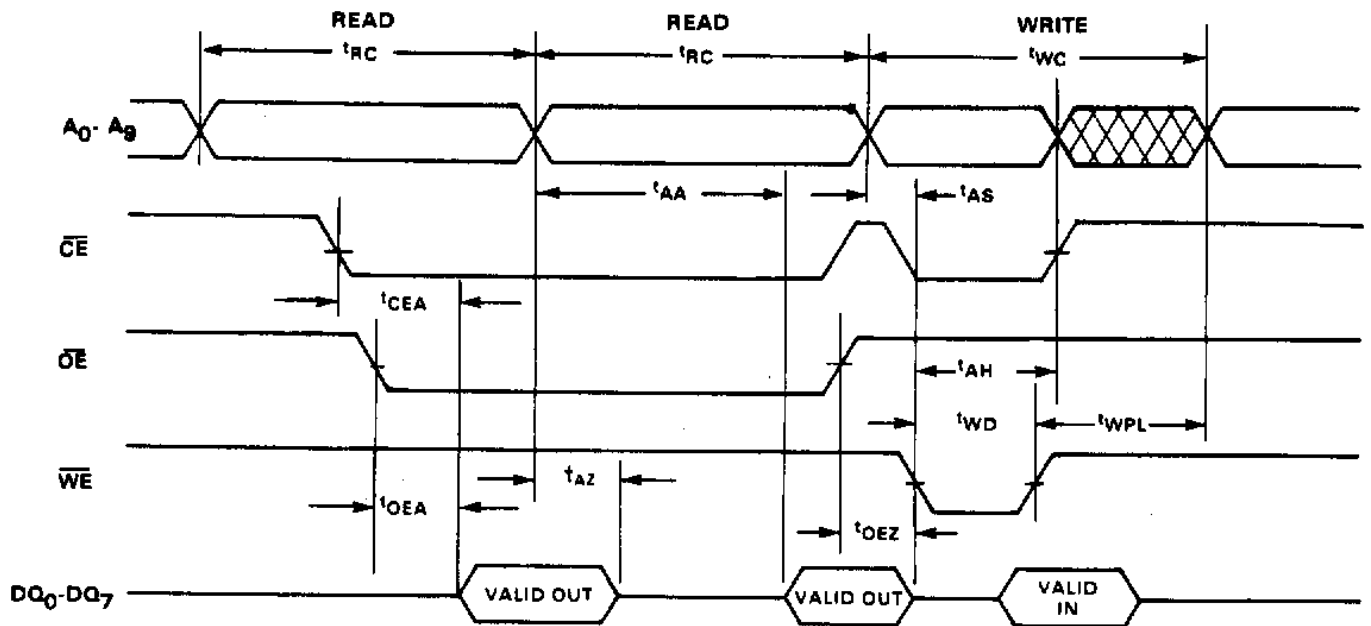 READ READ WRITE
tRC tRC tWC
A0- A9
tAA tAS
CE
tCEA
OE
tAH
tWD tWPL
WE
tAZ
tOEA
tOEZ
DQ0-DQ7 VALID OUT VALID OUT VALID
IN